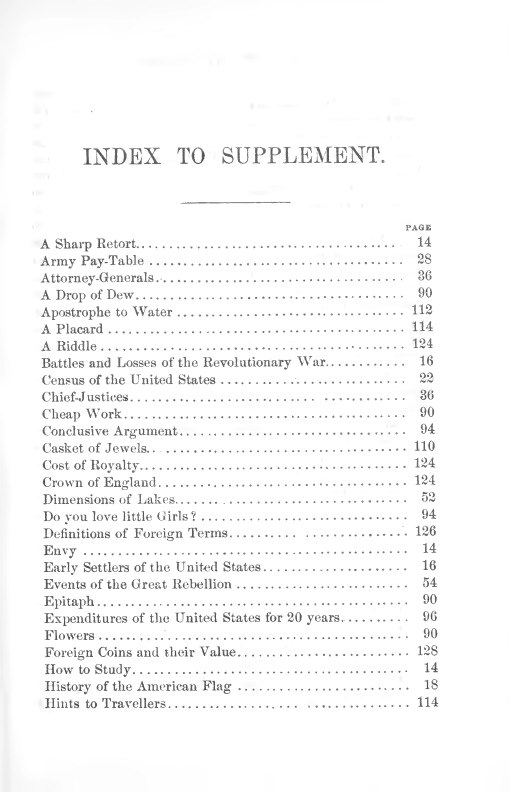 INDEX TO SUPPLEMENT.
PAGE
A Sharp Retort 14
Army Pay-Table 28
Attorney-Generals 36
A Drop of Dew 90
Apostrophe to Water 112
A Placard 114
A Riddle 124
Battles and Losses of the Revolutionary War 16
Census of the United States 22
Chief-Justices 36
Cheap Work 90
Conclusive Argument 94
Casket of Jewels 110
Cost of Royalty 124
Crown of England 124
Dimensions of Lakes 52
Do you love little Girls? 94
Definitions of Foreign Terms 126
Envy 14
Early Settlers of the United States 16
Events of the Great Rebellion 54
Epitaph 90
Expenditures of the United States for 20 years 96
Flowers 90
Foreign Coins and their Value 128
How to Study 14
History of the American Flag 18
Hints to Travellers 114